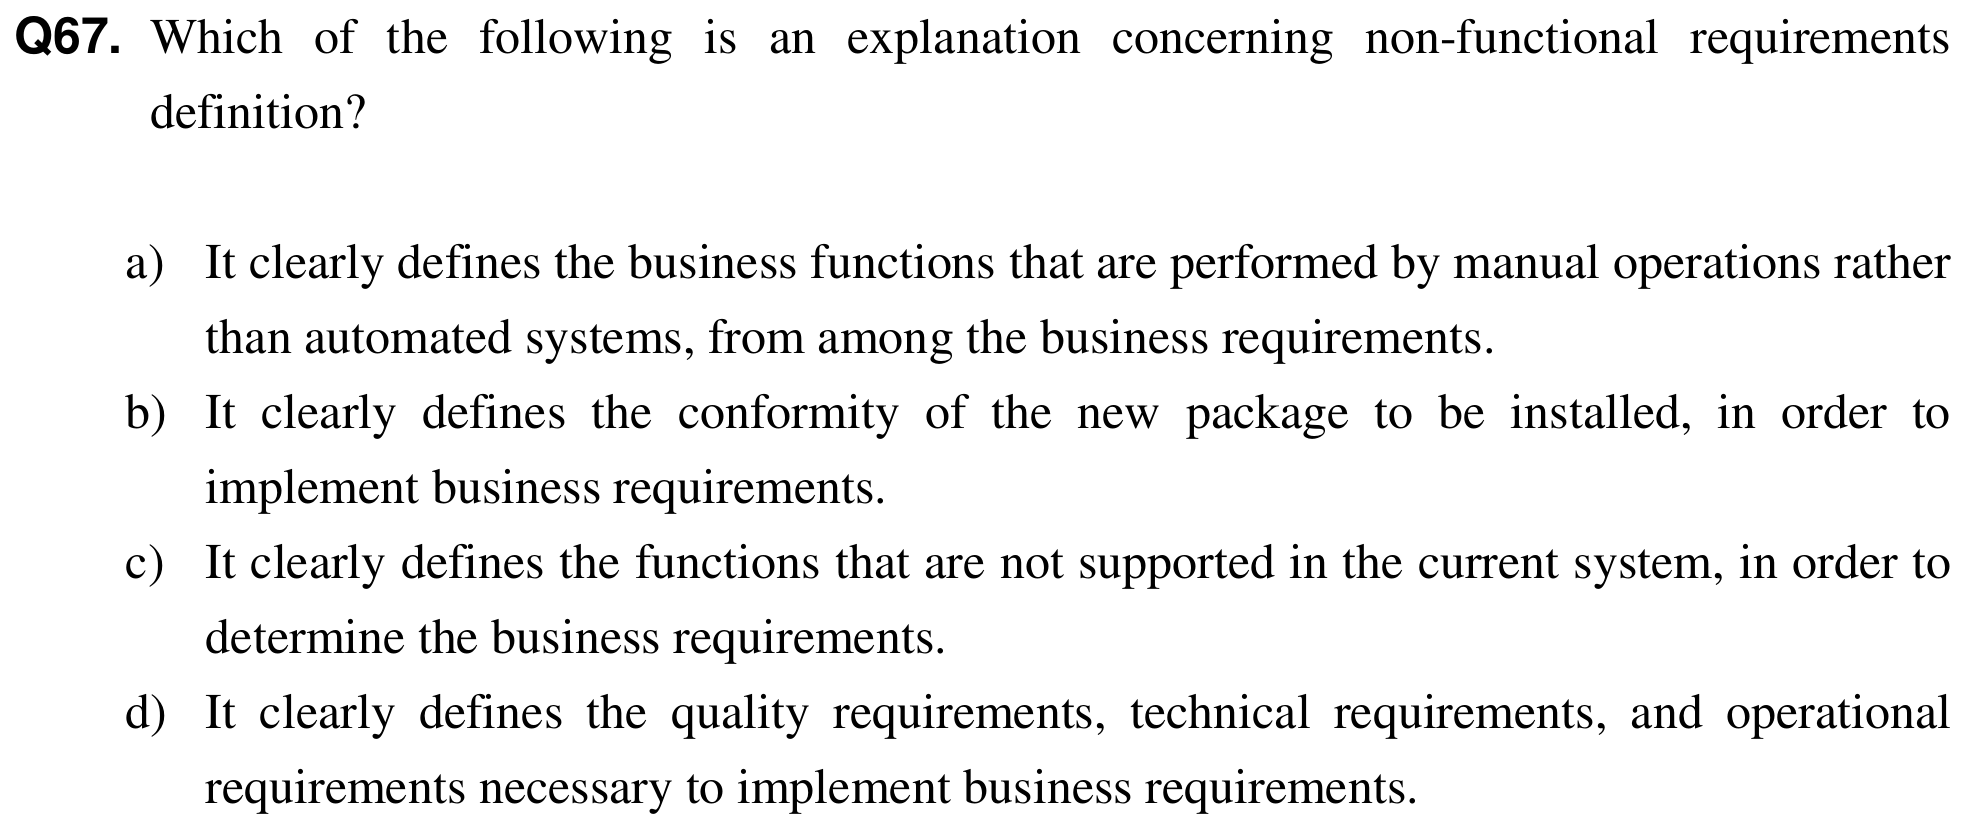 Q67. Which of the following is an explanation concerning non-functional requirements
definition?
a) It clearly defines the business functions that are performed by manual operations rather
than automated systems, from among the business requirements.
b) It clearly defines the conformity of the new package to be installed, in order to
implement business requirements.
c) It clearly defines the functions that are not supported in the current system, in order to
determine the business requirements.
d) It clearly defines the quality requirements, technical requirements, and operational
requirements necessary to implement business requirements.